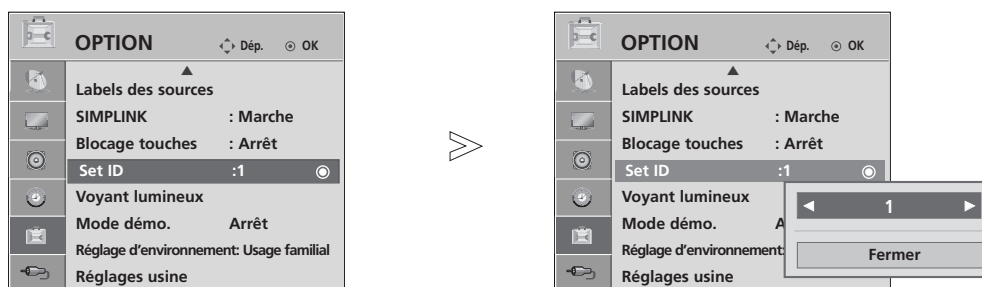 OPTION Dép. OK
Labels des sources
SIMPLINK : Marche
Blocage touches : Arrêt
Set ID :1
Voyant lumineux
Mode démo. Arrêt
Réglage d'environnement: Usage familial
Réglages usine
OPTION Dép. OK
Labels des sources
SIMPLINK : Marche
Blocage touches : Arrêt
Set ID :1
Voyant lumineux
Mode démo. A
Réglage d'environnement:
Réglages usine
1
Fermer